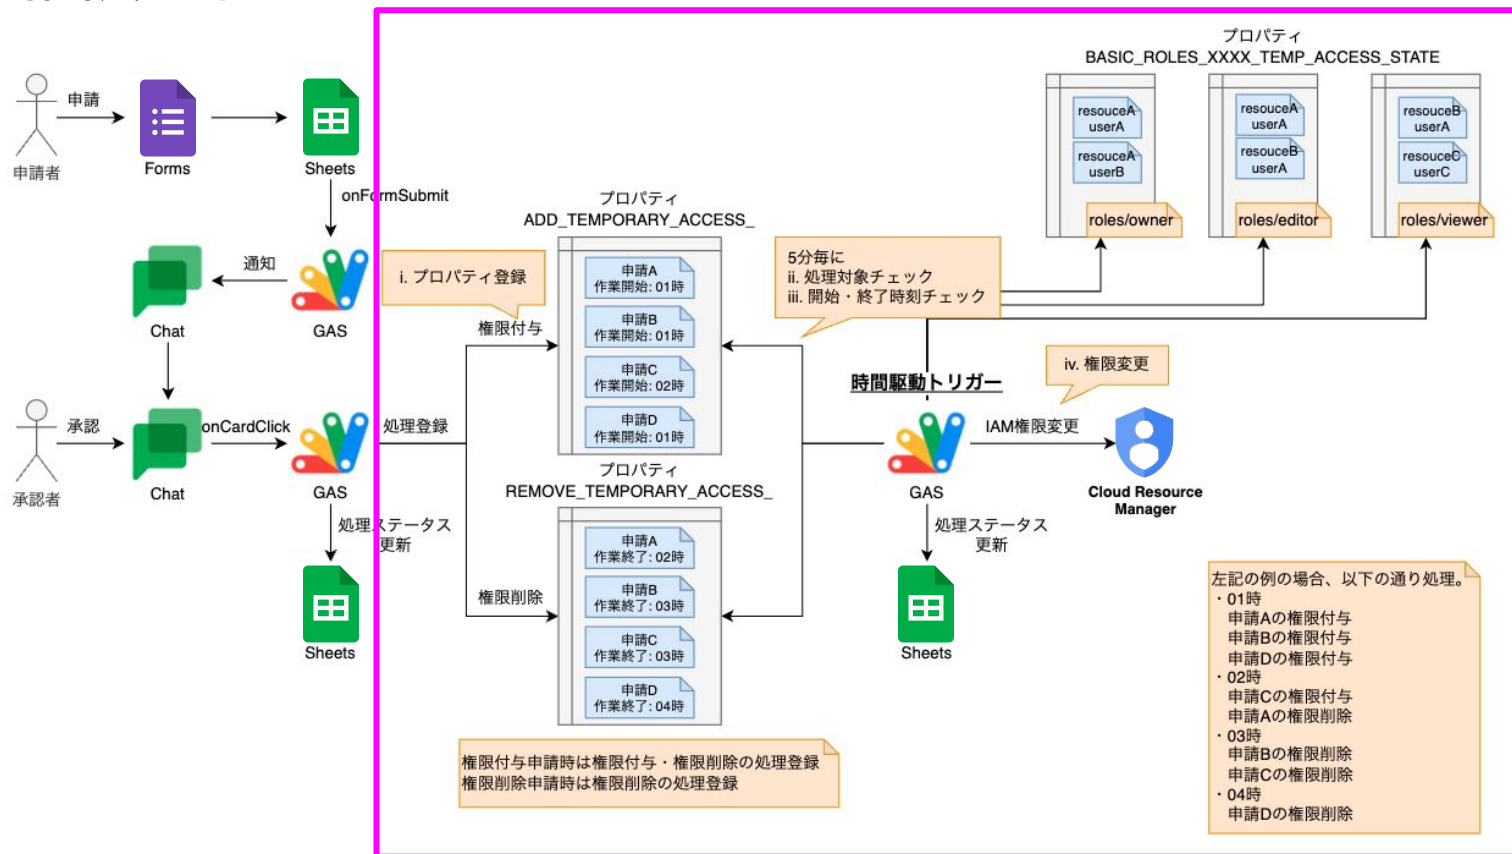 プロパティ
BASIC_ROLES_XXXX_TEMP_ACCESS_STATE
resouceA
userA
resouceA
userB
roles/owner
resouceA
userA
resouceB
userA
roles/editor
resouceB
userA
resouceC
userC
roles/viewer
申請
申請者
Forms
Sheets
onFormSubmit
通知
Chat
GAS
i. プロパティ登録
プロパティ
ADD_TEMPORARY_ACCESS_
申請A
作業開始: 01時
申請B
作業開始: 01時
申請C
作業開始: 02時
申請D
作業開始: 01時
権限付与
5分毎に
ii. 処理対象チェック
iii. 開始・終了時刻チェック
時間駆動トリガー
iv. 権限変更
承認
承認者
Chat
onCardClick
GAS
処理登録
処理ステータス
更新
Sheets
プロパティ
REMOVE_TEMPORARY_ACCESS_
申請A
作業終了: 02時
申請B
作業終了: 03時
申請C
作業終了: 03時
申請D
作業終了: 04時
権限削除
GAS
IAM権限変更
Cloud Resource
Manager
処理ステータス
更新
Sheets
権限付与申請時は権限付与・権限削除の処理登録
権限削除申請時は権限削除の処理登録
左記の例の場合、以下の通り処理。
・01時
申請Aの権限付与
申請Bの権限付与
申請Dの権限付与
・02時
申請Cの権限付与
申請Aの権限削除
・03時
申請Bの権限削除
申請Cの権限削除
・04時
申請Dの権限削除